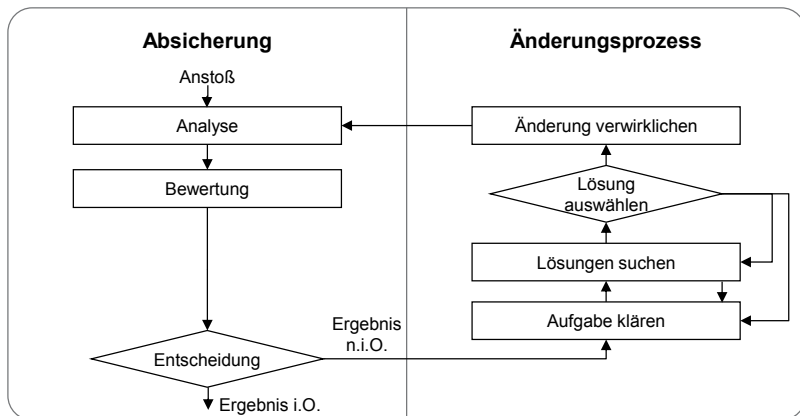 Absicherung
Anstoß
Analyse
Bewertung
Entscheidung
Ergebnis i.O.
Ergebnis
n.i.O.
Änderungsprozess
Änderung verwirklichen
Lösung
auswählen
Lösungen suchen
Aufgabe klären